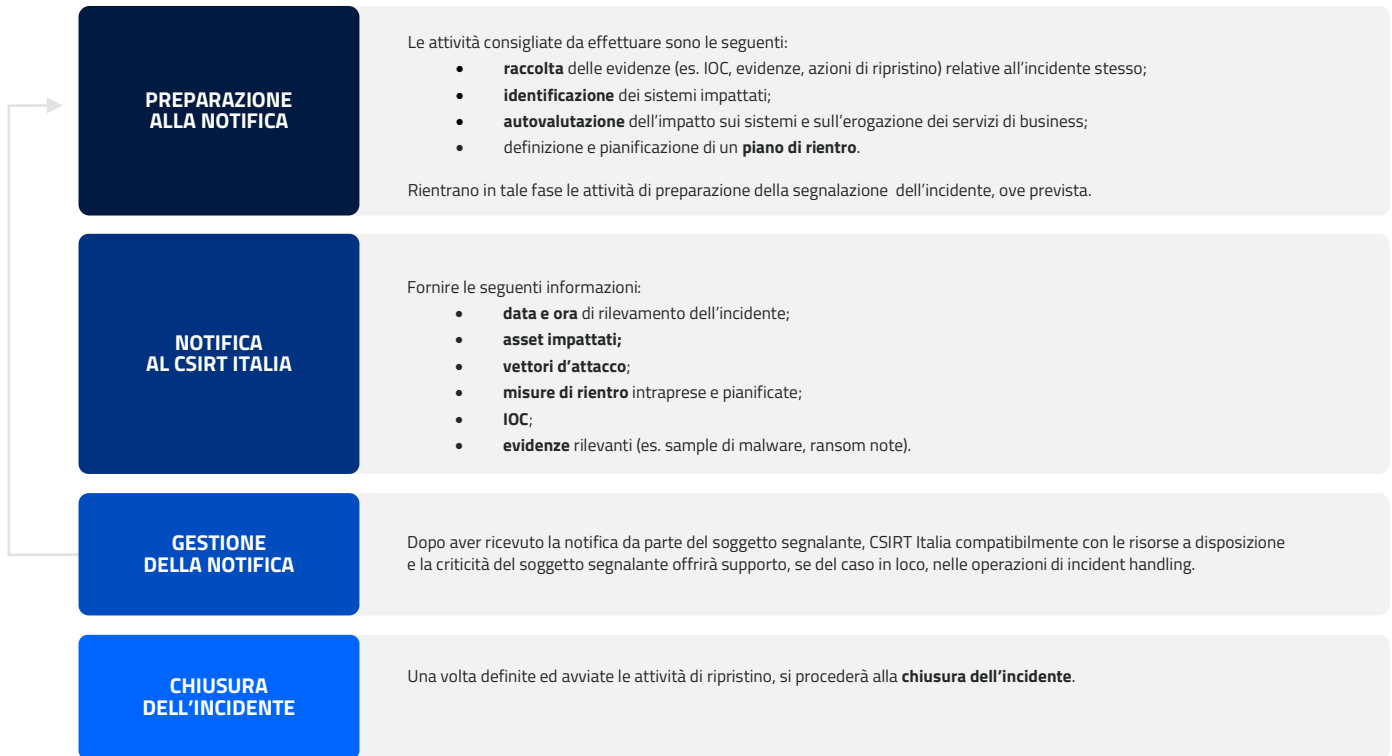 PREPARAZIONE
ALLA NOTIFICA
Le attività consigliate da effettuare sono le seguenti:
• raccolta delle evidenze (es. IOC, evidenze, azioni di ripristino) relative all’incidente stesso;
• identificazione dei sistemi impattati;
• autovalutazione dell’impatto sui sistemi e sull’erogazione dei servizi di business;
• definizione e pianificazione di un piano di rientro.
Rientrano in tale fase le attività di preparazione della segnalazione dell’incidente, ove prevista.
NOTIFICA
AL CSIRT ITALIA
Fornire le seguenti informazioni:
• data e ora di rilevamento dell’incidente;
• asset impattati;
• vettori d’attacco;
• misure di rientro intraprese e pianificate;
• IOC;
• evidenze rilevanti (es. sample di malware, ransom note).
GESTIONE
DELLA NOTIFICA
Dopo aver ricevuto la notifica da parte del soggetto segnalante, CSIRT Italia compatibilmente con le risorse a disposizione
e la criticità del soggetto segnalante offrirà supporto, se del caso in loco, nelle operazioni di incident handling.
CHIUSURA
DELL’INCIDENTE
Una volta definite ed avviate le attività di ripristino, si procederà alla chiusura dell’incidente.